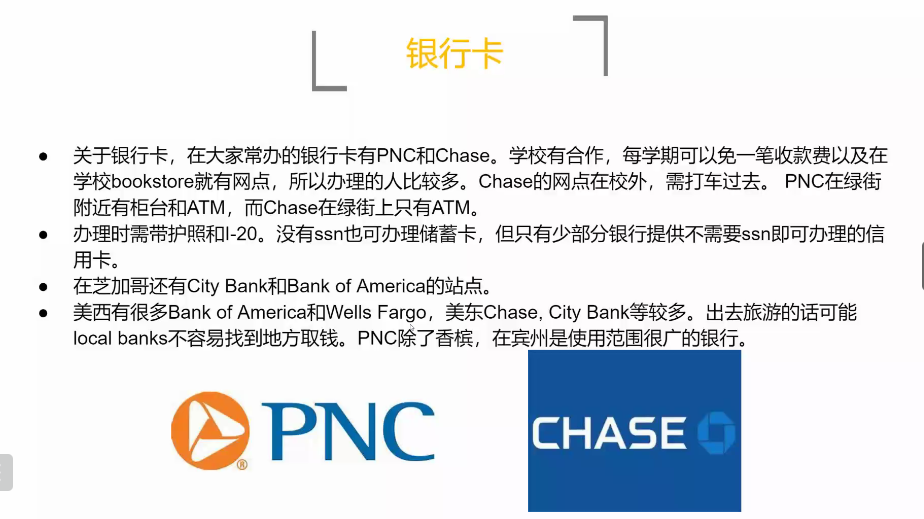 银行卡
● 关于银行卡，在大家常办的银行卡有PNC和Chase。学校有合作，每学期可以免一笔收款费以及在
学校bookstore就有网点，所以办理的人比较多。Chase的网点在校外，需打车过去。 PNC在绿街
附近有柜台和ATM，而Chase在绿街上只有ATM。
● 办理时需带护照和I-20。没有ssn也可办理储蓄卡，但只有少部分银行提供不需要ssn即可办理的信
用卡。
● 在芝加哥还有City Bank和Bank of America的站点。
● 美西有很多Bank of America和Wells Fargo，美东Chase, City Bank等较多。出去旅游的话可能
local banks不容易找到地方取钱。PNC除了香槟，在宾州是使用范围很广的银行。
PNC®
CHASE